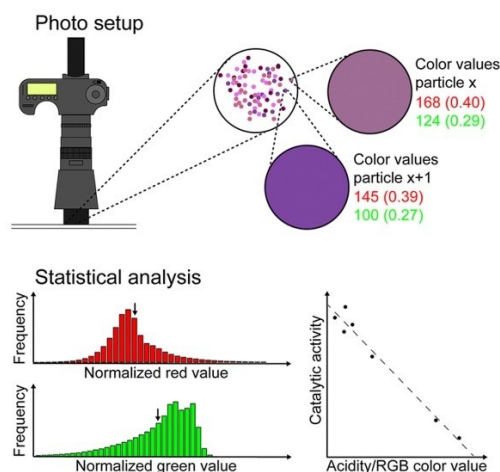 Photo setup
Color values
particle x
168 (0.40)
124 (0.29)
Color values
particle x+1
145 (0.39)
100 (0.27)
Statistical analysis
Frequency
Normalized red value
Frequency
Normalized green value
Catalytic activity
Acidity/RGB color value